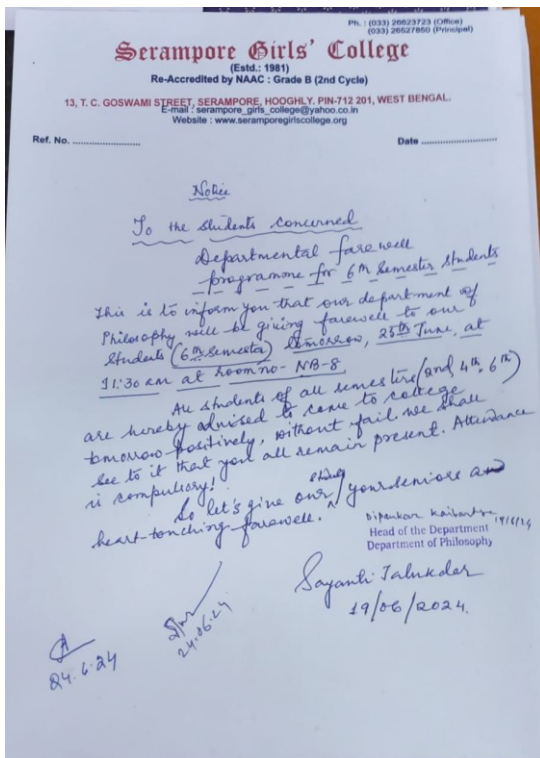 Ph. : (033) 26623723 (Office)
(033) 26527850 (Principal)
Serampore Girls' College
(Estd.: 1981)
Re-Accredited by NAAC : Grade B (2nd Cycle)
13, T. C. GOSWAMI STREET, SERAMPORE, HOOGHLY. PIN-712 201, WEST BENGAL.
E-mail : serampore_girls_college@yahoo.co.in
Website : www.seramporegirlscollege.org
Ref. No. ........................ Date ........................
Notice
To the students concerned
Departmental farewell
programme for 6th Semester Students
This is to inform you that our department of
Philosophy will be giving farewell to our
Students (6th semester) tomorrow, 25th June, at
11:30 am at room no- NB-8.
All students of all semesters (2nd, 4th, 6th)
are hereby advised to come to college
tomorrow positively, without fail we shall
see to it that you all remain present. Attendance
is compulsory!
So let's give our / your seniors a
heart-touching farewell.
Dipankar Kaibartya 19/6/24
Head of the Department
Department of Philosophy
Sayanti Talukdar
19/06/2024.
24.06.24
24.6.24